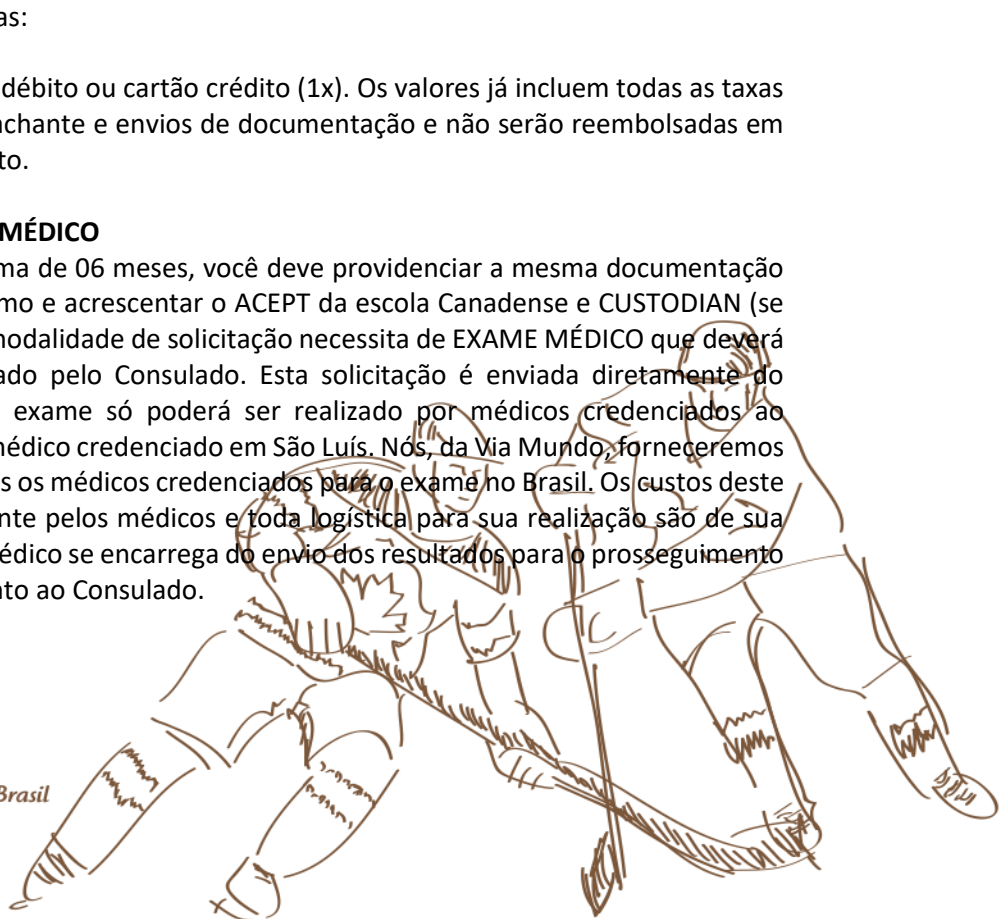 as:
débito ou cartão crédito (1x). Os valores já incluem todas as taxas
achante e envios de documentação e não serão reembolsadas em
to.
MÉDICO
ma de 06 meses, você deve providenciar a mesma documentação
mo e acrescentar o ACEPT da escola Canadense e CUSTODIAN (se
modalidade de solicitação necessita de EXAME MÉDICO que deverá
ado pelo Consulado. Esta solicitação é enviada diretamente do
exame só poderá ser realizado por médicos credenciados ao
médico credenciado em São Luís. Nós, da Via Mundo, forneceremos
s os médicos credenciados para o exame no Brasil. Os custos deste
nte pelos médicos e toda logística para sua realização são de sua
édico se encarrega do envio dos resultados para o prosseguimento
nto ao Consulado.
Brasil